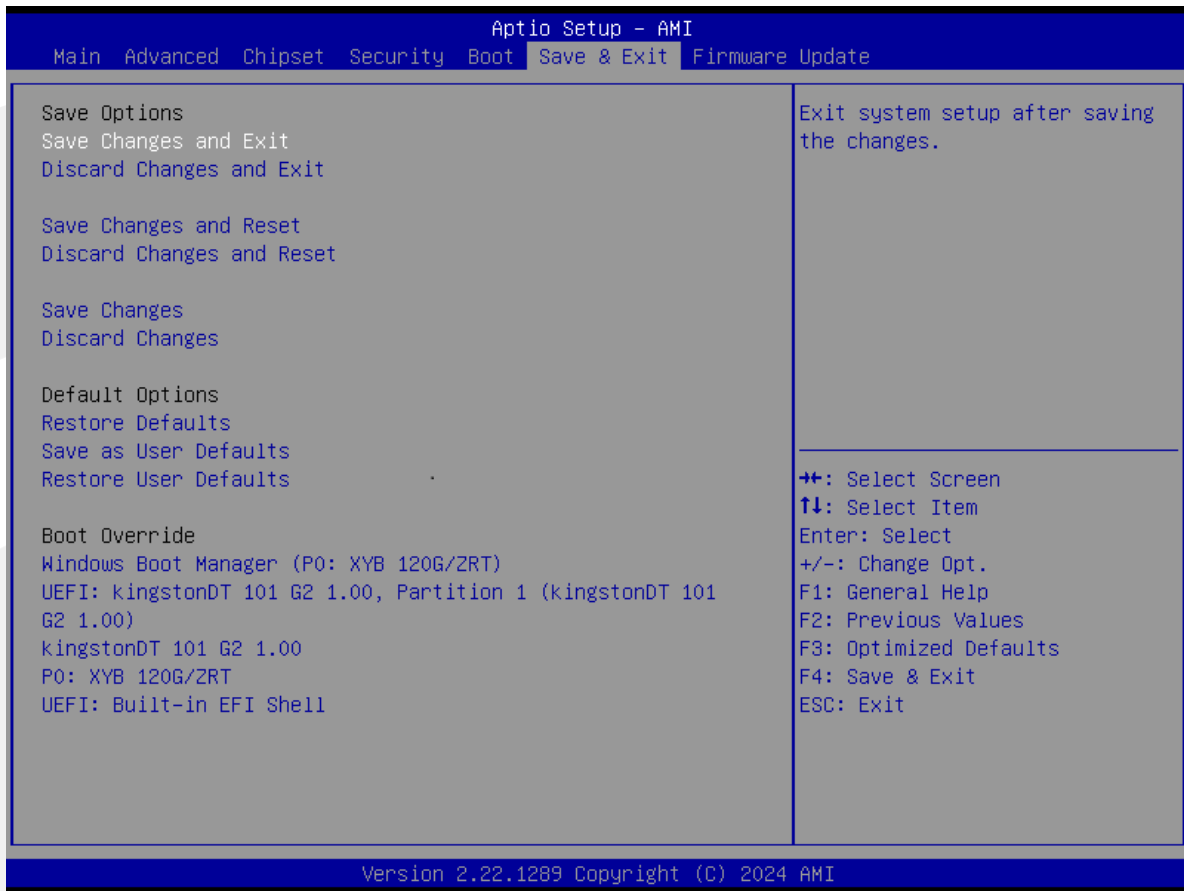 Aptio Setup – AMI
Main Advanced Chipset Security Boot Save & Exit Firmware Update
Save Options
Save Changes and Exit
Discard Changes and Exit
Save Changes and Reset
Discard Changes and Reset
Save Changes
Discard Changes
Default Options
Restore Defaults
Save as User Defaults
Restore User Defaults
Boot Override
Windows Boot Manager (P0: XYB 120G/ZRT)
UEFI: kingstonDT 101 G2 1.00, Partition 1 (kingstonDT 101
G2 1.00)
kingstonDT 101 G2 1.00
P0: XYB 120G/ZRT
UEFI: Built-in EFI Shell
Exit system setup after saving
the changes.
→←: Select Screen
↑↓: Select Item
Enter: Select
+/-: Change Opt.
F1: General Help
F2: Previous Values
F3: Optimized Defaults
F4: Save & Exit
ESC: Exit
Version 2.22.1289 Copyright (C) 2024 AMI